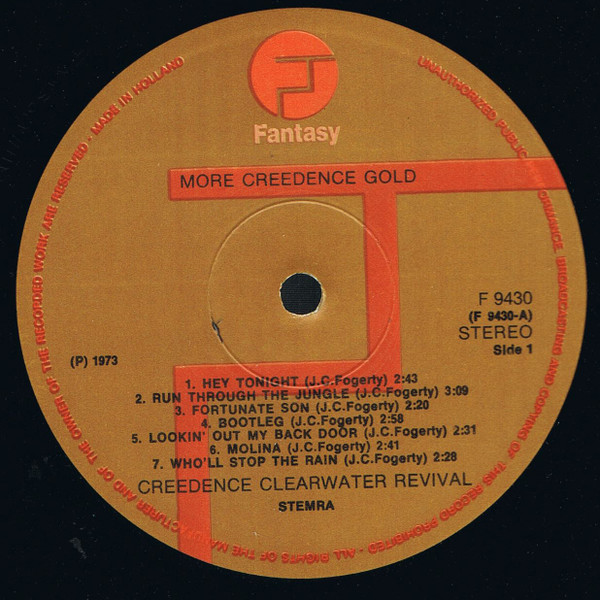 Fantasy
MORE CREEDENCE GOLD
F 9430
(F 9430-A)
STEREO
Side 1
(P) 1973
1. HEY TONIGHT (J.C.Fogerty) 2:43
2. RUN THROUGH THE JUNGLE (J.C.Fogerty) 3:09
3. FORTUNATE SON (J.C.Fogerty) 2:20
4. BOOTLEG (J.C.Fogerty) 2:58
5. LOOKIN' OUT MY BACK DOOR (J.C.Fogerty) 2:31
6. MOLINA (J.C.Fogerty) 2:41
7. WHO'LL STOP THE RAIN (J.C.Fogerty) 2:28
CREEDENCE CLEARWATER REVIVAL
STEMRA
UNAUTHORIZED PUBLIC ORMANCE, BROADCASTING AND COPYING OF THIS RECORD PROHIBITED - ALL RIGHTS OF THE MANUFACTURER AND OF THE OWNER OF THE RECORDED WORK ARE RESERVED - MADE IN HOLLAND